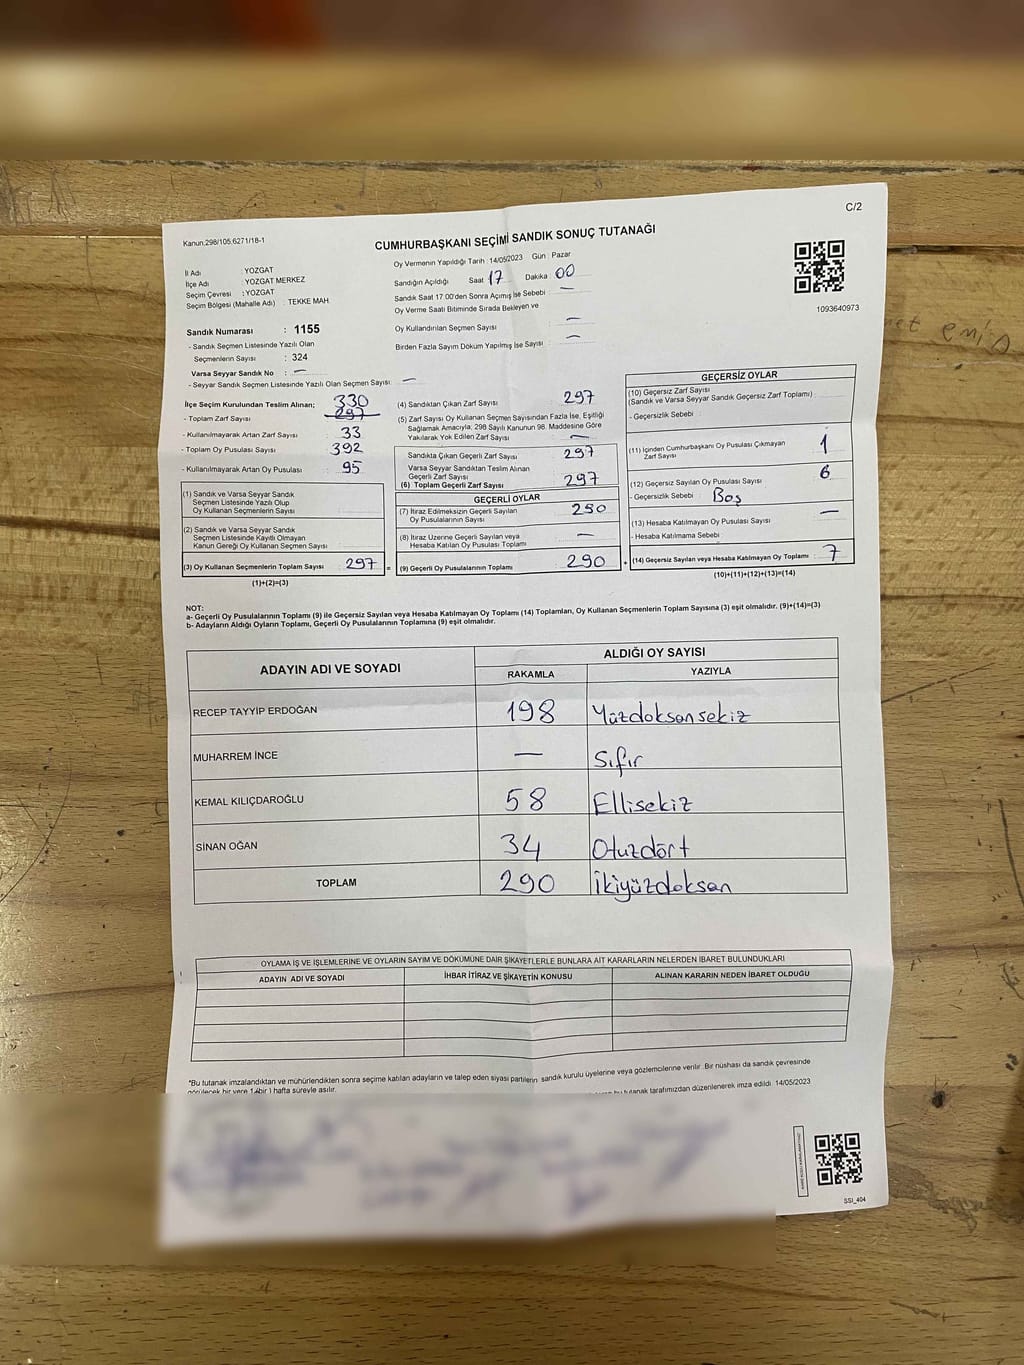 C/2
Kanun.298/105.6271/18-1
CUMHURBAŞKANI SEÇİMİ SANDIK SONUÇ TUTANAĞI
1093640973
İl Adı : YOZGAT
İlçe Adı : YOZGAT MERKEZ
Seçim Çevresi : YOZGAT
Seçim Bölgesi (Mahalle Adı) : TEKKE MAH.
Sandık Numarası : 1155
- Sandık Seçmen Listesinde Yazılı Olan
Seçmenlerin Sayısı : 324
Varsa Seyyar Sandık No : —
- Seyyar Sandık Seçmen Listesinde Yazılı Olan Seçmen Sayısı: —
Oy Vermenin Yapıldığı Tarih : 14/05/2023 Gün : Pazar
Sandığın Açıldığı Saat 17 Dakika 00
Sandık Saat 17.00'den Sonra Açılmış İse Sebebi : —
Oy Verme Saati Bitiminde Sırada Bekleyen ve
Oy Kullandırılan Seçmen Sayısı : —
Birden Fazla Sayım Döküm Yapılmış İse Sayısı : —
İlçe Seçim Kurulundan Teslim Alınan; 330
- Toplam Zarf Sayısı : 297
- Kullanılmayarak Artan Zarf Sayısı : 33
- Toplam Oy Pusulası Sayısı : 392
- Kullanılmayarak Artan Oy Pusulası : 95
(1) Sandık ve Varsa Seyyar Sandık
Seçmen Listesinde Yazılı Olup
Oy Kullanan Seçmenlerin Sayısı :
(2) Sandık ve Varsa Seyyar Sandık
Seçmen Listesinde Kayıtlı Olmayan
Kanun Gereği Oy Kullanan Seçmen Sayısı :
(3) Oy Kullanan Seçmenlerin Toplam Sayısı : 297 =
(1)+(2)=(3)
(4) Sandıktan Çıkan Zarf Sayısı : 297
(5) Zarf Sayısı Oy Kullanan Seçmen Sayısından Fazla İse, Eşitliği
Sağlamak Amacıyla; 298 Sayılı Kanunun 98. Maddesine Göre
Yakılarak Yok Edilen Zarf Sayısı : —
Sandıkta Çıkan Geçerli Zarf Sayısı : 297
Varsa Seyyar Sandıktan Teslim Alınan
Geçerli Zarf Sayısı :
(6) Toplam Geçerli Zarf Sayısı : 297
GEÇERLİ OYLAR
(7) İtiraz Edilmeksizin Geçerli Sayılan
Oy Pusulalarının Sayısı : 290
(8) İtiraz Üzerine Geçerli Sayılan veya
Hesaba Katılan Oy Pusulası Toplamı : —
(9) Geçerli Oy Pusulalarının Toplamı : 290 +
GEÇERSİZ OYLAR
(10) Geçersiz Zarf Sayısı
(Sandık ve Varsa Seyyar Sandık Geçersiz Zarf Toplamı) :
- Geçersizlik Sebebi :
(11) İçinden Cumhurbaşkanı Oy Pusulası Çıkmayan
Zarf Sayısı : 1
(12) Geçersiz Sayılan Oy Pusulası Sayısı : 6
- Geçersizlik Sebebi : Boş
(13) Hesaba Katılmayan Oy Pusulası Sayısı : —
- Hesaba Katılmama Sebebi :
(14) Geçersiz Sayılan veya Hesaba Katılmayan Oy Toplamı : 7
(10)+(11)+(12)+(13)=(14)
NOT:
a- Geçerli Oy Pusulalarının Toplamı (9) ile Geçersiz Sayılan veya Hesaba Katılmayan Oy Toplamı (14) Toplamları, Oy Kullanan Seçmenlerin Toplam Sayısına (3) eşit olmalıdır. (9)+(14)=(3)
b- Adayların Aldığı Oyların Toplamı, Geçerli Oy Pusulalarının Toplamına (9) eşit olmalıdır.
ADAYIN ADI VE SOYADI ALDIĞI OY SAYISI
RAKAMLA YAZIYLA
RECEP TAYYİP ERDOĞAN 198 Yüzdoksansekiz
MUHARREM İNCE — Sıfır
KEMAL KILIÇDAROĞLU 58 Ellisekiz
SİNAN OĞAN 34 Otuzdört
TOPLAM 290 İkiyüzdoksan
OYLAMA İŞ VE İŞLEMLERİNE VE OYLARIN SAYIM VE DÖKÜMÜNE DAİR ŞİKAYETLERLE BUNLARA AİT KARARLARIN NELERDEN İBARET BULUNDUKLARI
ADAYIN ADI VE SOYADI İHBAR İTİRAZ VE ŞİKAYETİN KONUSU ALINAN KARARIN NEDEN İBARET OLDUĞU
*Bu tutanak imzalandıktan ve mühürlendikten sonra seçime katılan adayların ve talep eden siyasi partilerin sandık kurulu üyelerine veya gözlemcilerine verilir. Bir nüshası da sandık çevresinde
görülecek bir yere 1 (bir) hafta süreyle asılır. tutanak tarafımızdan düzenlenerek imza edildi 14/05/2023
SSI_404